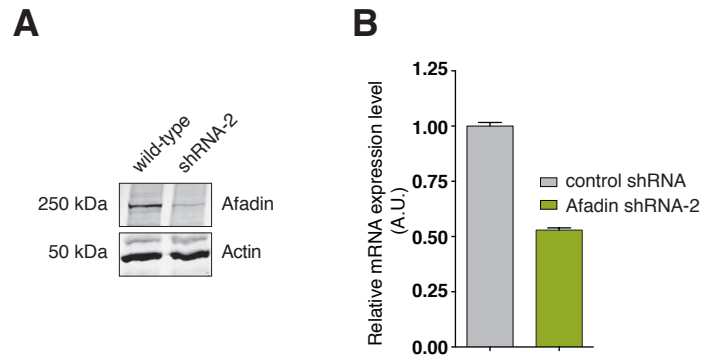 A
wild-type
shRNA-2
250 kDa
Afadin
50 kDa
Actin
B
Relative mRNA expression level
(A.U.)
1.25
1.00
0.75
0.50
0.25
0.00
control shRNA
Afadin shRNA-2